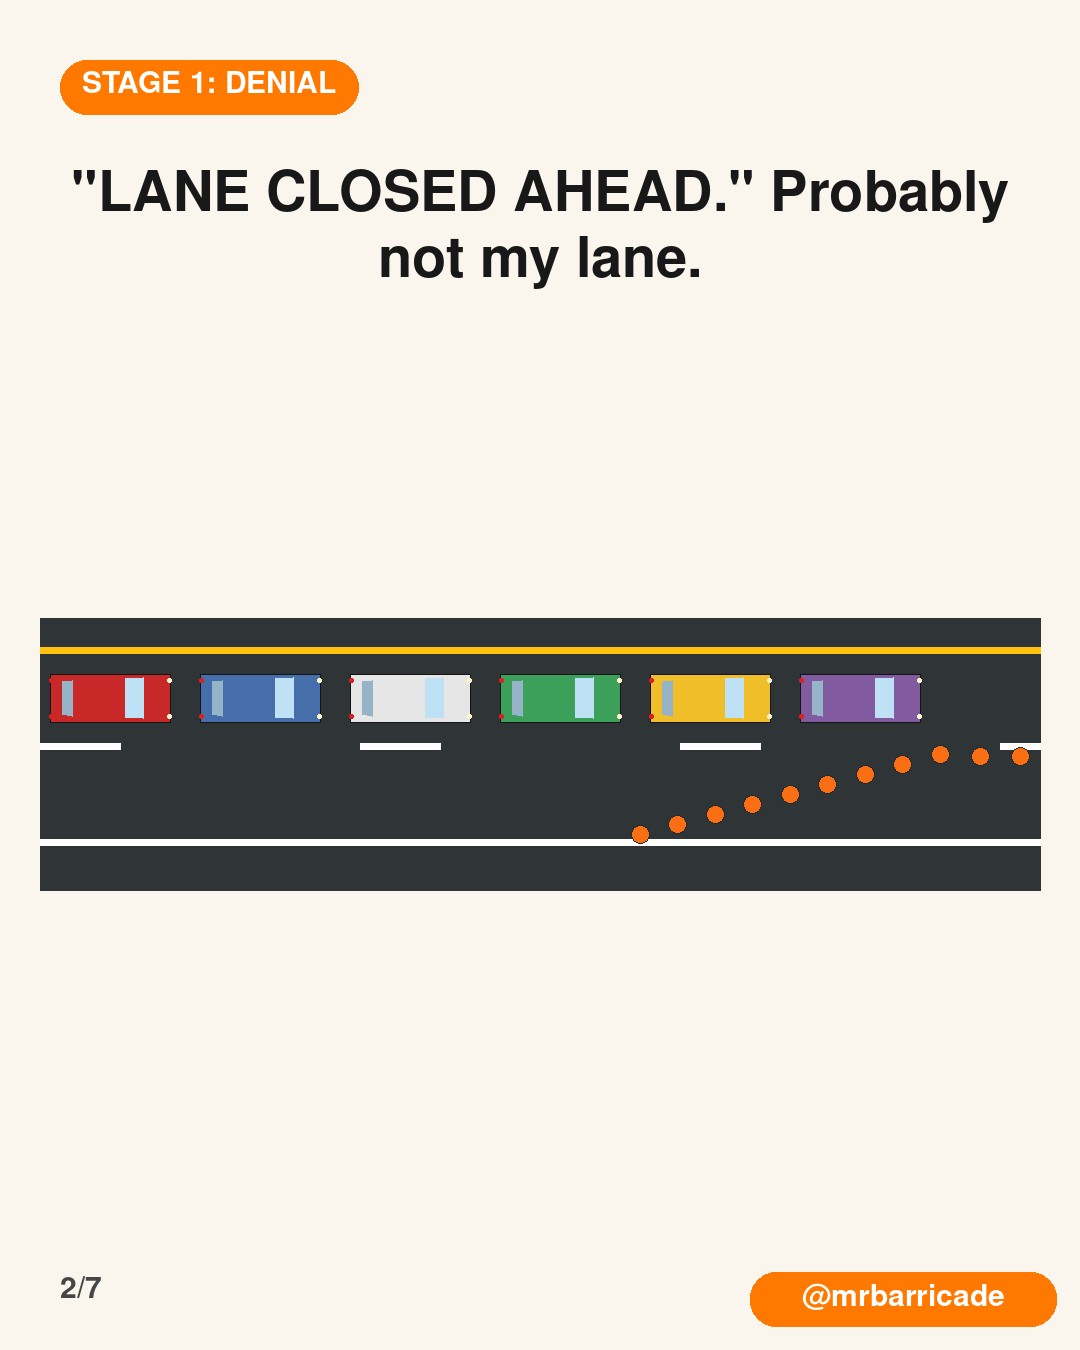 STAGE 1: DENIAL
"LANE CLOSED AHEAD." Probably
not my lane.
2/7
@mrbarricade